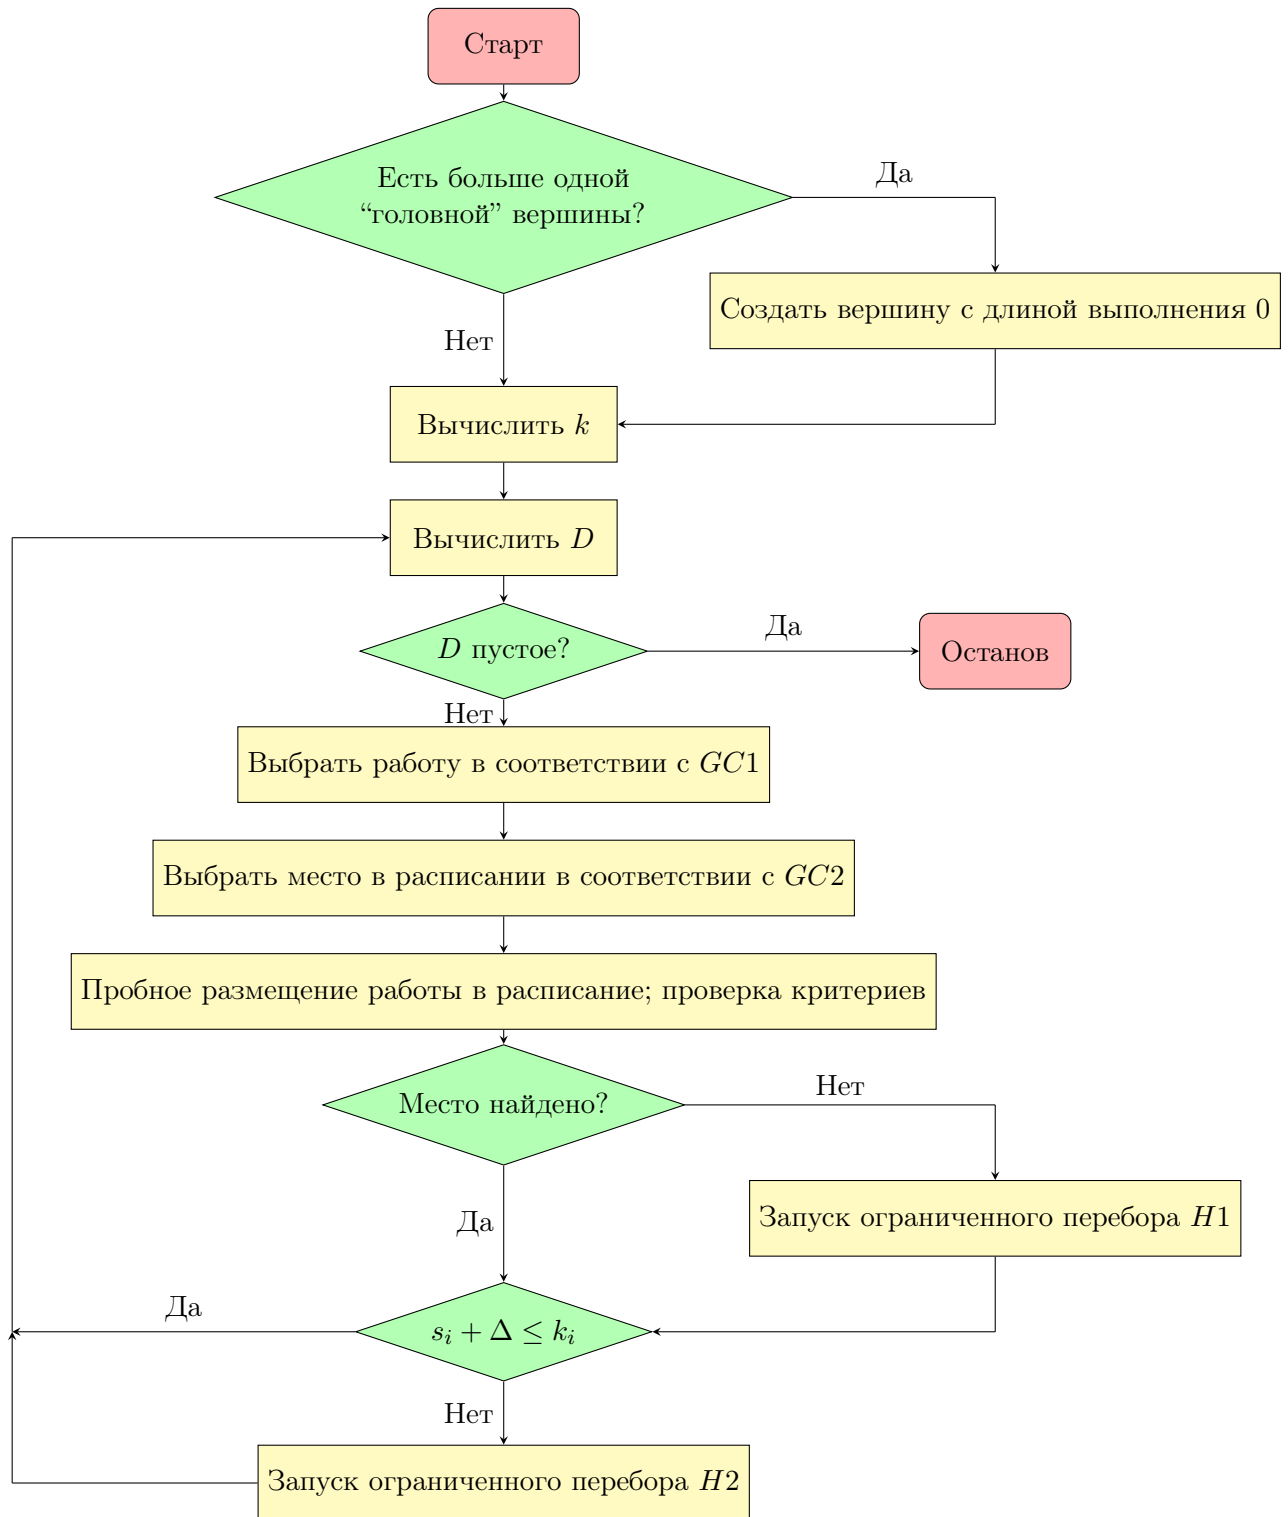 Старт
Есть больше одной
“головной” вершины?
Да
Создать вершину с длиной выполнения 0
Нет
Вычислить k
Вычислить D
D пустое?
Да
Останов
Нет
Выбрать работу в соответствии с GC1
Выбрать место в расписании в соответствии с GC2
Пробное размещение работы в расписание; проверка критериев
Место найдено?
Нет
Запуск ограниченного перебора H1
Да
Да
s_i + Δ ≤ k_i
Нет
Запуск ограниченного перебора H2